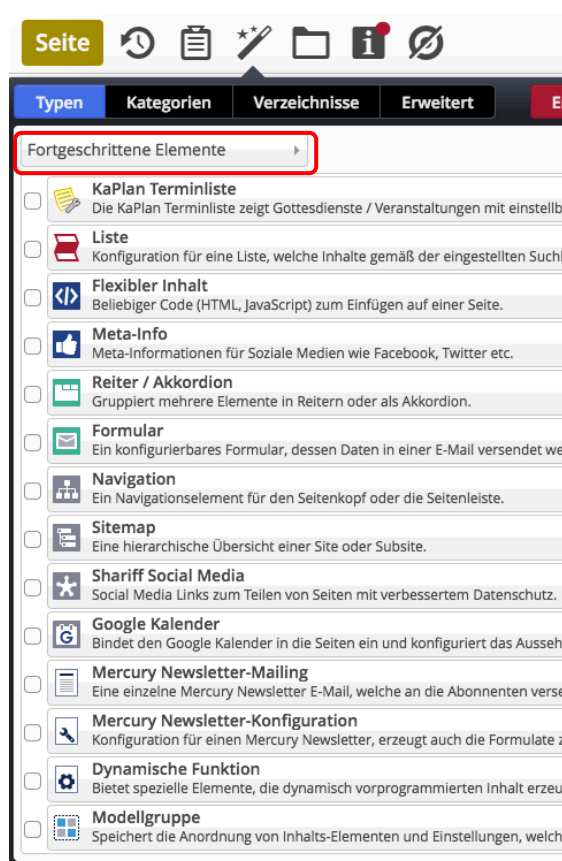 Seite
Typen Kategorien Verzeichnisse Erweitert
Fortgeschrittene Elemente
KaPlan Terminliste
Die KaPlan Terminliste zeigt Gottesdienste / Veranstaltungen mit einstellb
Liste
Konfiguration für eine Liste, welche Inhalte gemäß der eingestellten Such
Flexibler Inhalt
Beliebiger Code (HTML, JavaScript) zum Einfügen auf einer Seite.
Meta-Info
Meta-Informationen für Soziale Medien wie Facebook, Twitter etc.
Reiter / Akkordion
Gruppiert mehrere Elemente in Reitern oder als Akkordion.
Formular
Ein konfigurierbares Formular, dessen Daten in einer E-Mail versendet we
Navigation
Ein Navigationselement für den Seitenkopf oder die Seitenleiste.
Sitemap
Eine hierarchische Übersicht einer Site oder Subsite.
Shariff Social Media
Social Media Links zum Teilen von Seiten mit verbessertem Datenschutz.
Google Kalender
Bindet den Google Kalender in die Seiten ein und konfiguriert das Ausseh
Mercury Newsletter-Mailing
Eine einzelne Mercury Newsletter E-Mail, welche an die Abonnenten verse
Mercury Newsletter-Konfiguration
Konfiguration für einen Mercury Newsletter, erzeugt auch die Formulate z
Dynamische Funktion
Bietet spezielle Elemente, die dynamisch vorprogrammierten Inhalt erzeu
Modellgruppe
Speichert die Anordnung von Inhalts-Elementen und Einstellungen, welch